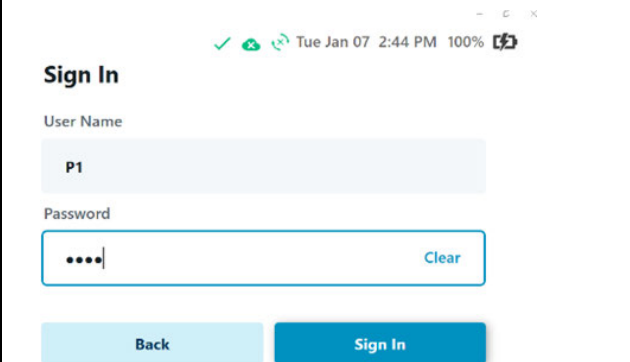 Tue Jan 07 2:44 PM 100%
Sign In
User Name
P1
Password
•••• Clear
Back Sign In